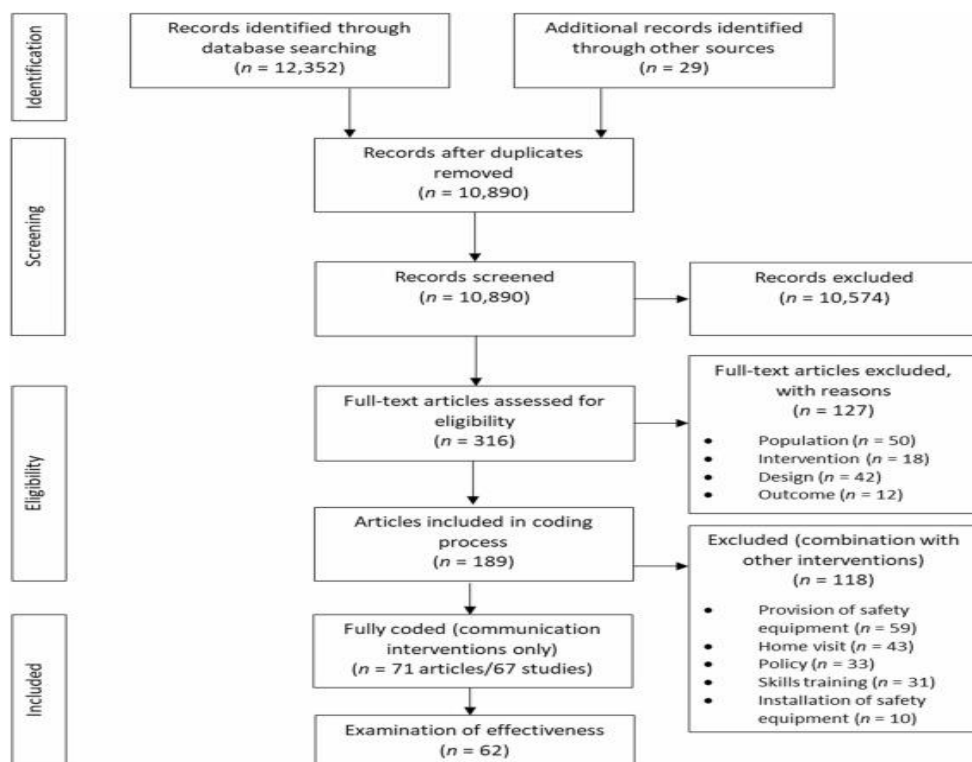 Identification
Records identified through
database searching
(n = 12,352)
Additional records identified
through other sources
(n = 29)
Screening
Records after duplicates
removed
(n = 10,890)
Records screened
(n = 10,890)
Records excluded
(n = 10,574)
Eligibility
Full-text articles assessed for
eligibility
(n = 316)
Full-text articles excluded,
with reasons
(n = 127)
• Population (n = 50)
• Intervention (n = 18)
• Design (n = 42)
• Outcome (n = 12)
Articles included in coding
process
(n = 189)
Excluded (combination with
other interventions)
(n = 118)
• Provision of safety
equipment (n = 59)
• Home visit (n = 43)
• Policy (n = 33)
• Skills training (n = 31)
• Installation of safety
equipment (n = 10)
Included
Fully coded (communication
interventions only)
(n = 71 articles/67 studies)
Examination of effectiveness
(n = 62)